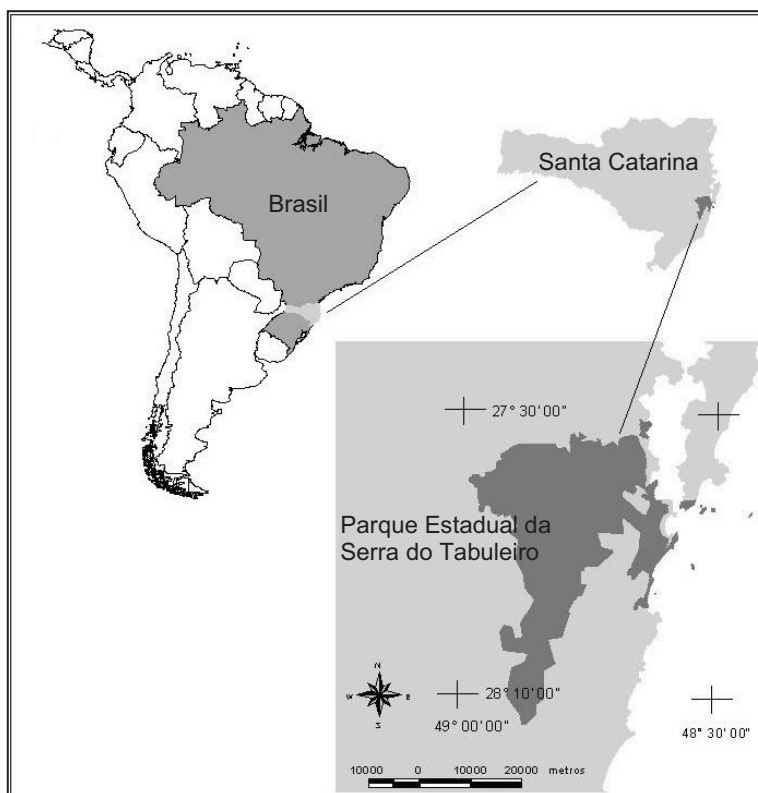 Brasil
Santa Catarina
27° 30' 00"
Parque Estadual da
Serra do Tabuleiro
N
W E
S
28° 10' 00"
49° 00' 00"
48° 30' 00"
10000 0 10000 20000 metros